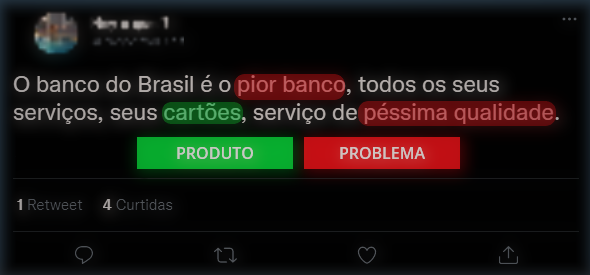 O banco do Brasil é o pior banco, todos os seus
serviços, seus cartões, serviço de péssima qualidade.
PRODUTO PROBLEMA
1 Retweet 4 Curtidas